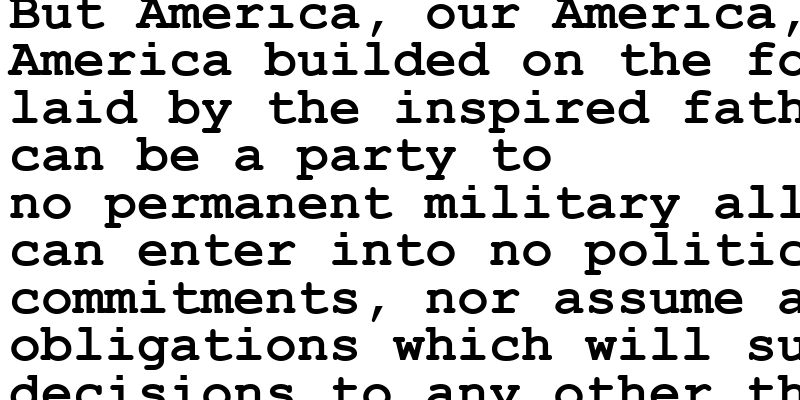 But America, our America,
America builded on the fo
laid by the inspired fath
can be a party to
no permanent military all
can enter into no politic
commitments, nor assume a
obligations which will su
decisions to any other th